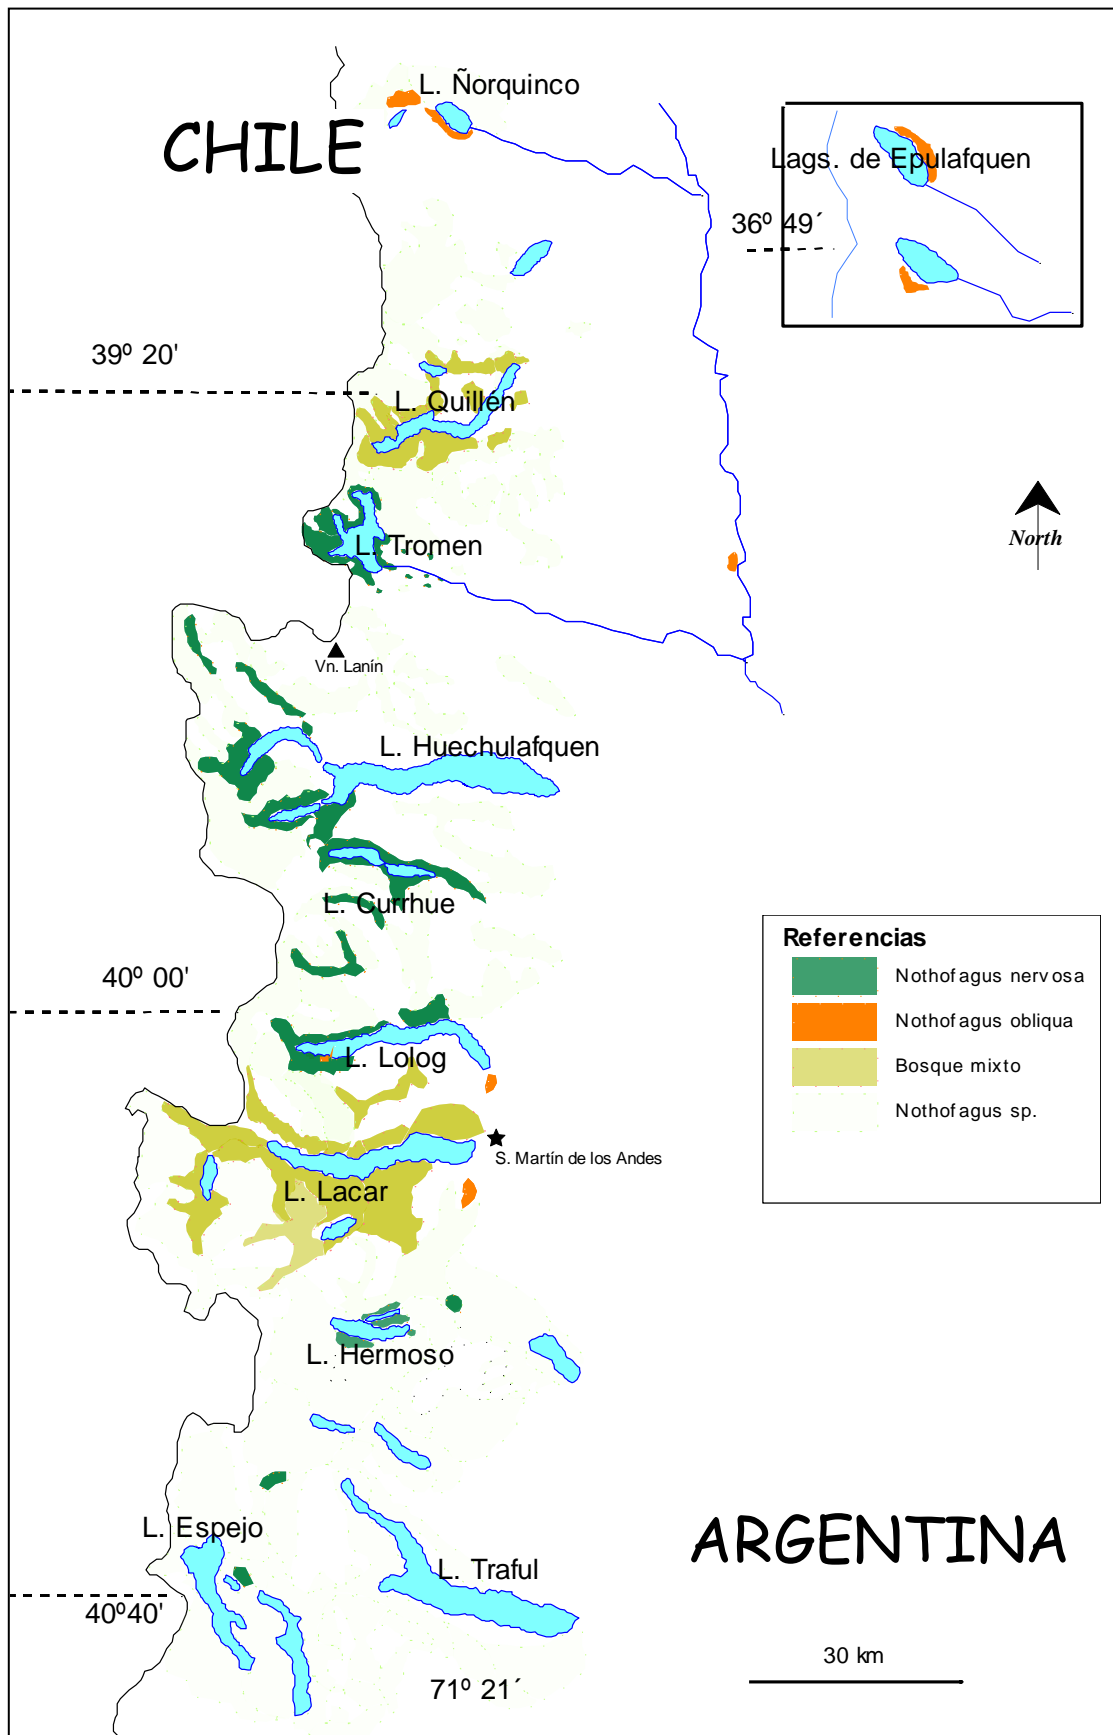 L. Ñorquinco
CHILE
Lags. de Epulafquen
36º 49´
39º 20'
L. Quillén
North
L. Tromen
Vn. Lanín
L. Huechulafquen
L. Currhue
Referencias
Nothofagus nervosa
40º 00'
Nothofagus obliqua
L. Lolog
Bosque mixto
Nothofagus sp.
S. Martín de los Andes
L. Lacar
L. Hermoso
L. Espejo
ARGENTINA
L. Traful
40º40'
30 km
71º 21´